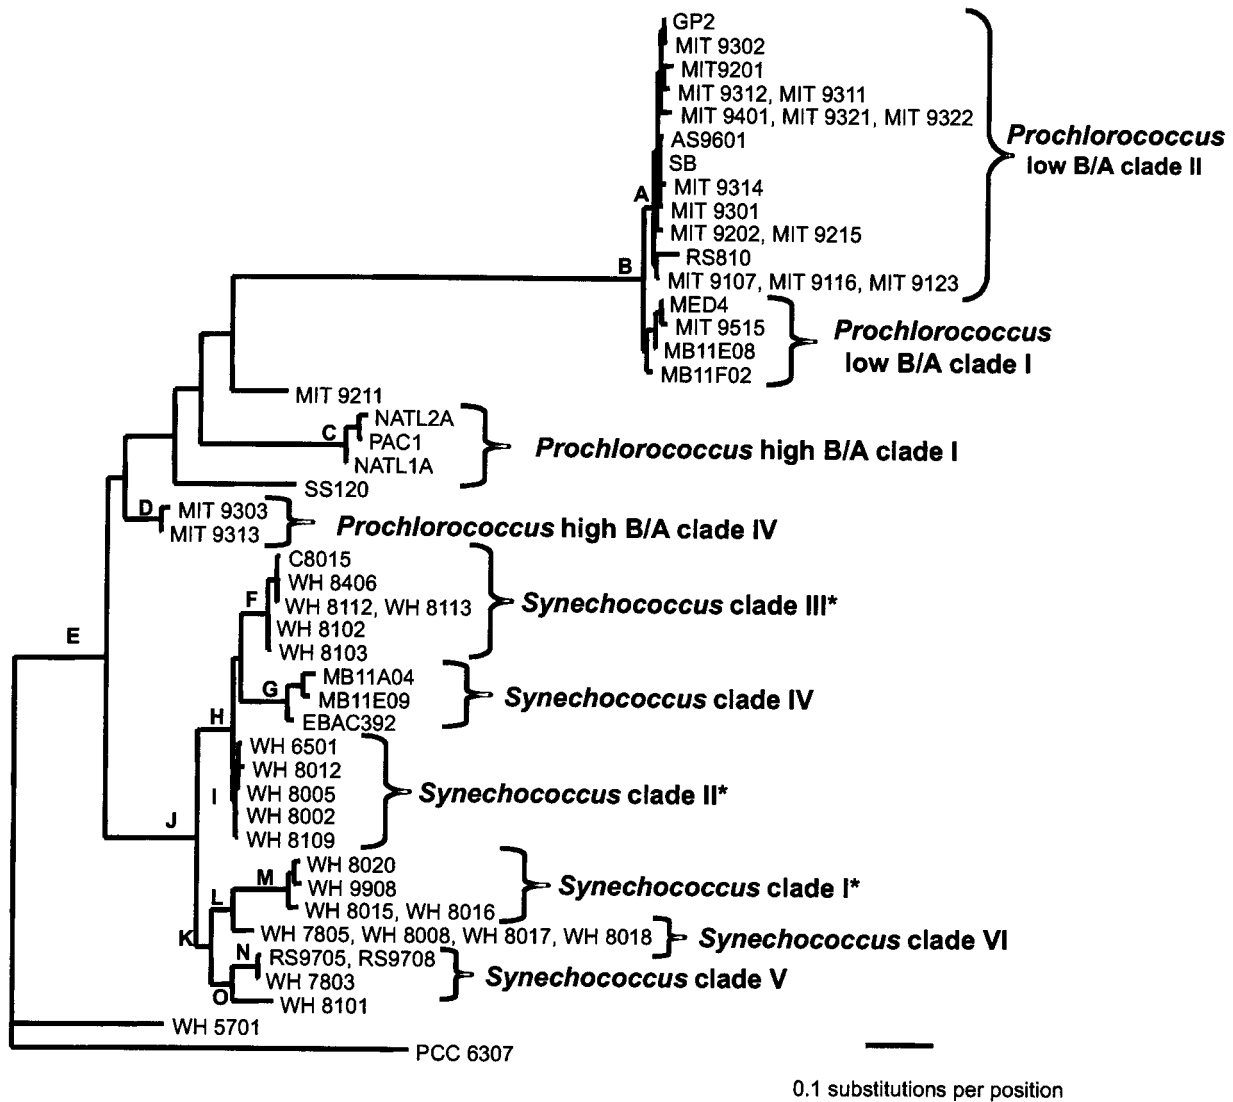 GP2
MIT 9302
MIT9201
MIT 9312, MIT 9311
MIT 9401, MIT 9321, MIT 9322
AS9601
SB
MIT 9314
MIT 9301
MIT 9202, MIT 9215
RS810
MIT 9107, MIT 9116, MIT 9123
Prochlorococcus
low B/A clade II
A
B
MED4
MIT 9515
MB11E08
MB11F02
Prochlorococcus
low B/A clade I
MIT 9211
C
NATL2A
PAC1
NATL1A
Prochlorococcus high B/A clade I
SS120
D
MIT 9303
MIT 9313
Prochlorococcus high B/A clade IV
E
F
C8015
WH 8406
WH 8112, WH 8113
WH 8102
WH 8103
Synechococcus clade III*
G
MB11A04
MB11E09
EBAC392
Synechococcus clade IV
H
I
WH 6501
WH 8012
WH 8005
WH 8002
WH 8109
Synechococcus clade II*
J
K
L
M
WH 8020
WH 9908
WH 8015, WH 8016
Synechococcus clade I*
WH 7805, WH 8008, WH 8017, WH 8018
Synechococcus clade VI
N
RS9705, RS9708
WH 7803
Synechococcus clade V
O
WH 8101
WH 5701
PCC 6307
0.1 substitutions per position